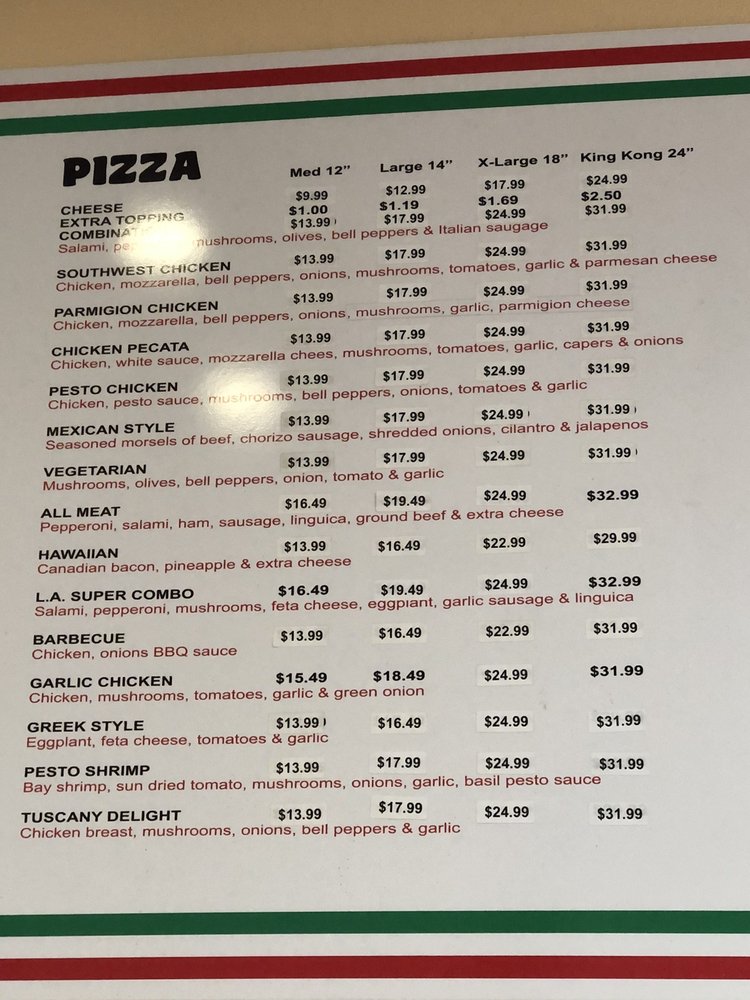 PIZZA Med 12” Large 14” X-Large 18” King Kong 24”
CHEESE $9.99 $12.99 $17.99 $24.99
EXTRA TOPPING $1.00 $1.19 $1.69 $2.50
$13.99 $17.99 $24.99 $31.99
Salami, mushrooms, olives, bell peppers & Italian saugage
SOUTHWEST CHICKEN $13.99 $17.99 $24.99 $31.99
Chicken, mozzarella, bell peppers, onions, mushrooms, tomatoes, garlic & parmesan cheese
PARMIGION CHICKEN $13.99 $17.99 $24.99 $31.99
Chicken, mozzarella, bell peppers, onions, mushrooms, garlic, parmigion cheese
CHICKEN PECATA $13.99 $17.99 $24.99 $31.99
Chicken, white sauce, mozzarella chees, mushrooms, tomatoes, garlic, capers & onions
PESTO CHICKEN $13.99 $17.99 $24.99 $31.99
Chicken, pesto sauce, mushrooms, bell peppers, onions, tomatoes & garlic
MEXICAN STYLE $13.99 $17.99 $24.99 $31.99
Seasoned morsels of beef, chorizo sausage, shredded onions, cilantro & jalapenos
VEGETARIAN $13.99 $17.99 $24.99 $31.99
Mushrooms, olives, bell peppers, onion, tomato & garlic
ALL MEAT $16.49 $19.49 $24.99 $32.99
Pepperoni, salami, ham, sausage, linguica, ground beef & extra cheese
HAWAIIAN $13.99 $16.49 $22.99 $29.99
Canadian bacon, pineapple & extra cheese
L.A. SUPER COMBO $16.49 $19.49 $24.99 $32.99
Salami, pepperoni, mushrooms, feta cheese, eggplant, garlic sausage & linguica
BARBECUE $13.99 $16.49 $22.99 $31.99
Chicken, onions BBQ sauce
GARLIC CHICKEN $15.49 $18.49 $24.99 $31.99
Chicken, mushrooms, tomatoes, garlic & green onion
GREEK STYLE $13.99 $16.49 $24.99 $31.99
Eggplant, feta cheese, tomatoes & garlic
PESTO SHRIMP $13.99 $17.99 $24.99 $31.99
Bay shrimp, sun dried tomato, mushrooms, onions, garlic, basil pesto sauce
TUSCANY DELIGHT $13.99 $17.99 $24.99 $31.99
Chicken breast, mushrooms, onions, bell peppers & garlic